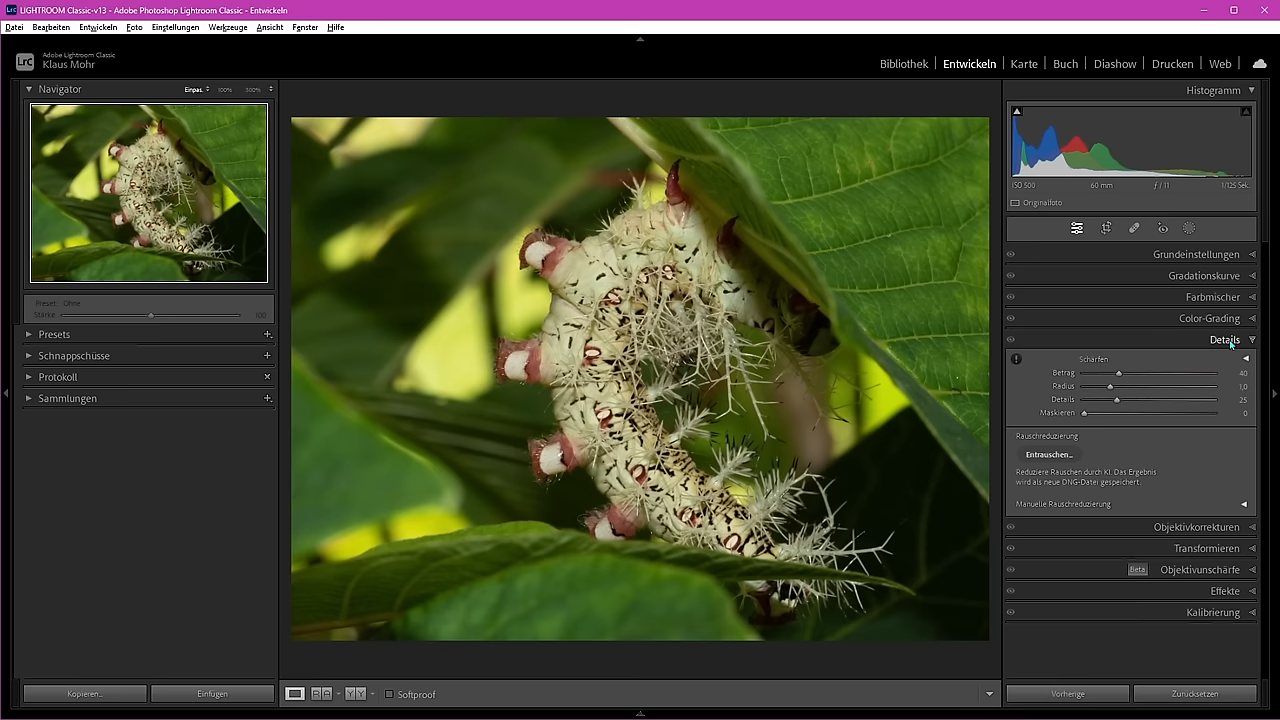 LIGHTROOM Classic-v13 - Adobe Photoshop Lightroom Classic - Entwickeln
Datei Bearbeiten Entwickeln Foto Einstellungen Werkzeuge Ansicht Fenster Hilfe
Lrc
Adobe Lightroom Classic
Klaus Mohr
Bibliothek Entwickeln Karte Buch Diashow Drucken Web
Navigator Einpas. 100% 300%
Preset: Ohne
Stärke 100
Presets
Schnappschüsse
Protokoll
Sammlungen
Kopieren... Einfügen
Softproof
Histogramm
ISO 500 60 mm ƒ / 11 1/125 Sek.
Originalfoto
Grundeinstellungen
Gradationskurve
Farbmischer
Color-Grading
Details
Schärfen
Betrag 40
Radius 1,0
Details 25
Maskieren 0
Rauschreduzierung
Entrauschen...
Reduziere Rauschen durch KI. Das Ergebnis
wird als neue DNG-Datei gespeichert.
Manuelle Rauschreduzierung
Objektivkorrekturen
Transformieren
Beta Objektivunschärfe
Effekte
Kalibrierung
Vorherige Zurücksetzen